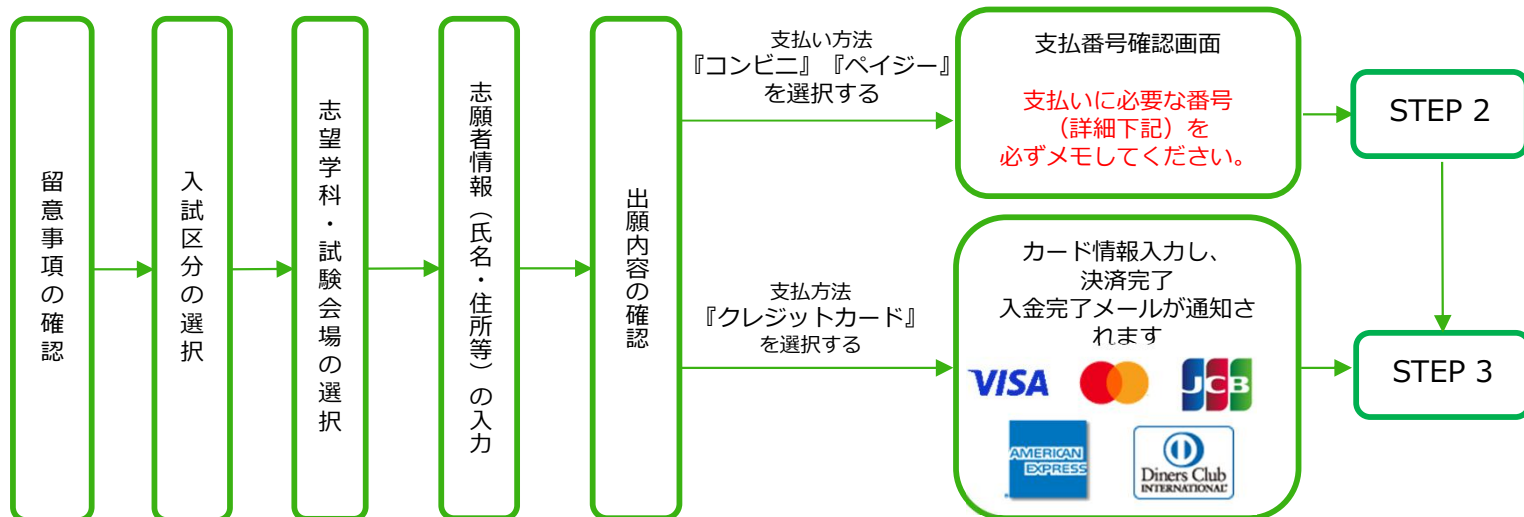 留意事項の確認
入試区分の選択
志望学科・試験会場の選択
志願者情報（氏名・住所等）の入力
出願内容の確認
支払い方法
『コンビニ』『ペイジー』
を選択する
支払番号確認画面
支払いに必要な番号
（詳細下記）を
必ずメモしてください。
STEP 2
支払方法
『クレジットカード』
を選択する
カード情報入力し、
決済完了
入金完了メールが通知さ
れます
VISA
JCB
AMERICAN
EXPRESS
Diners Club
INTERNATIONAL
STEP 3